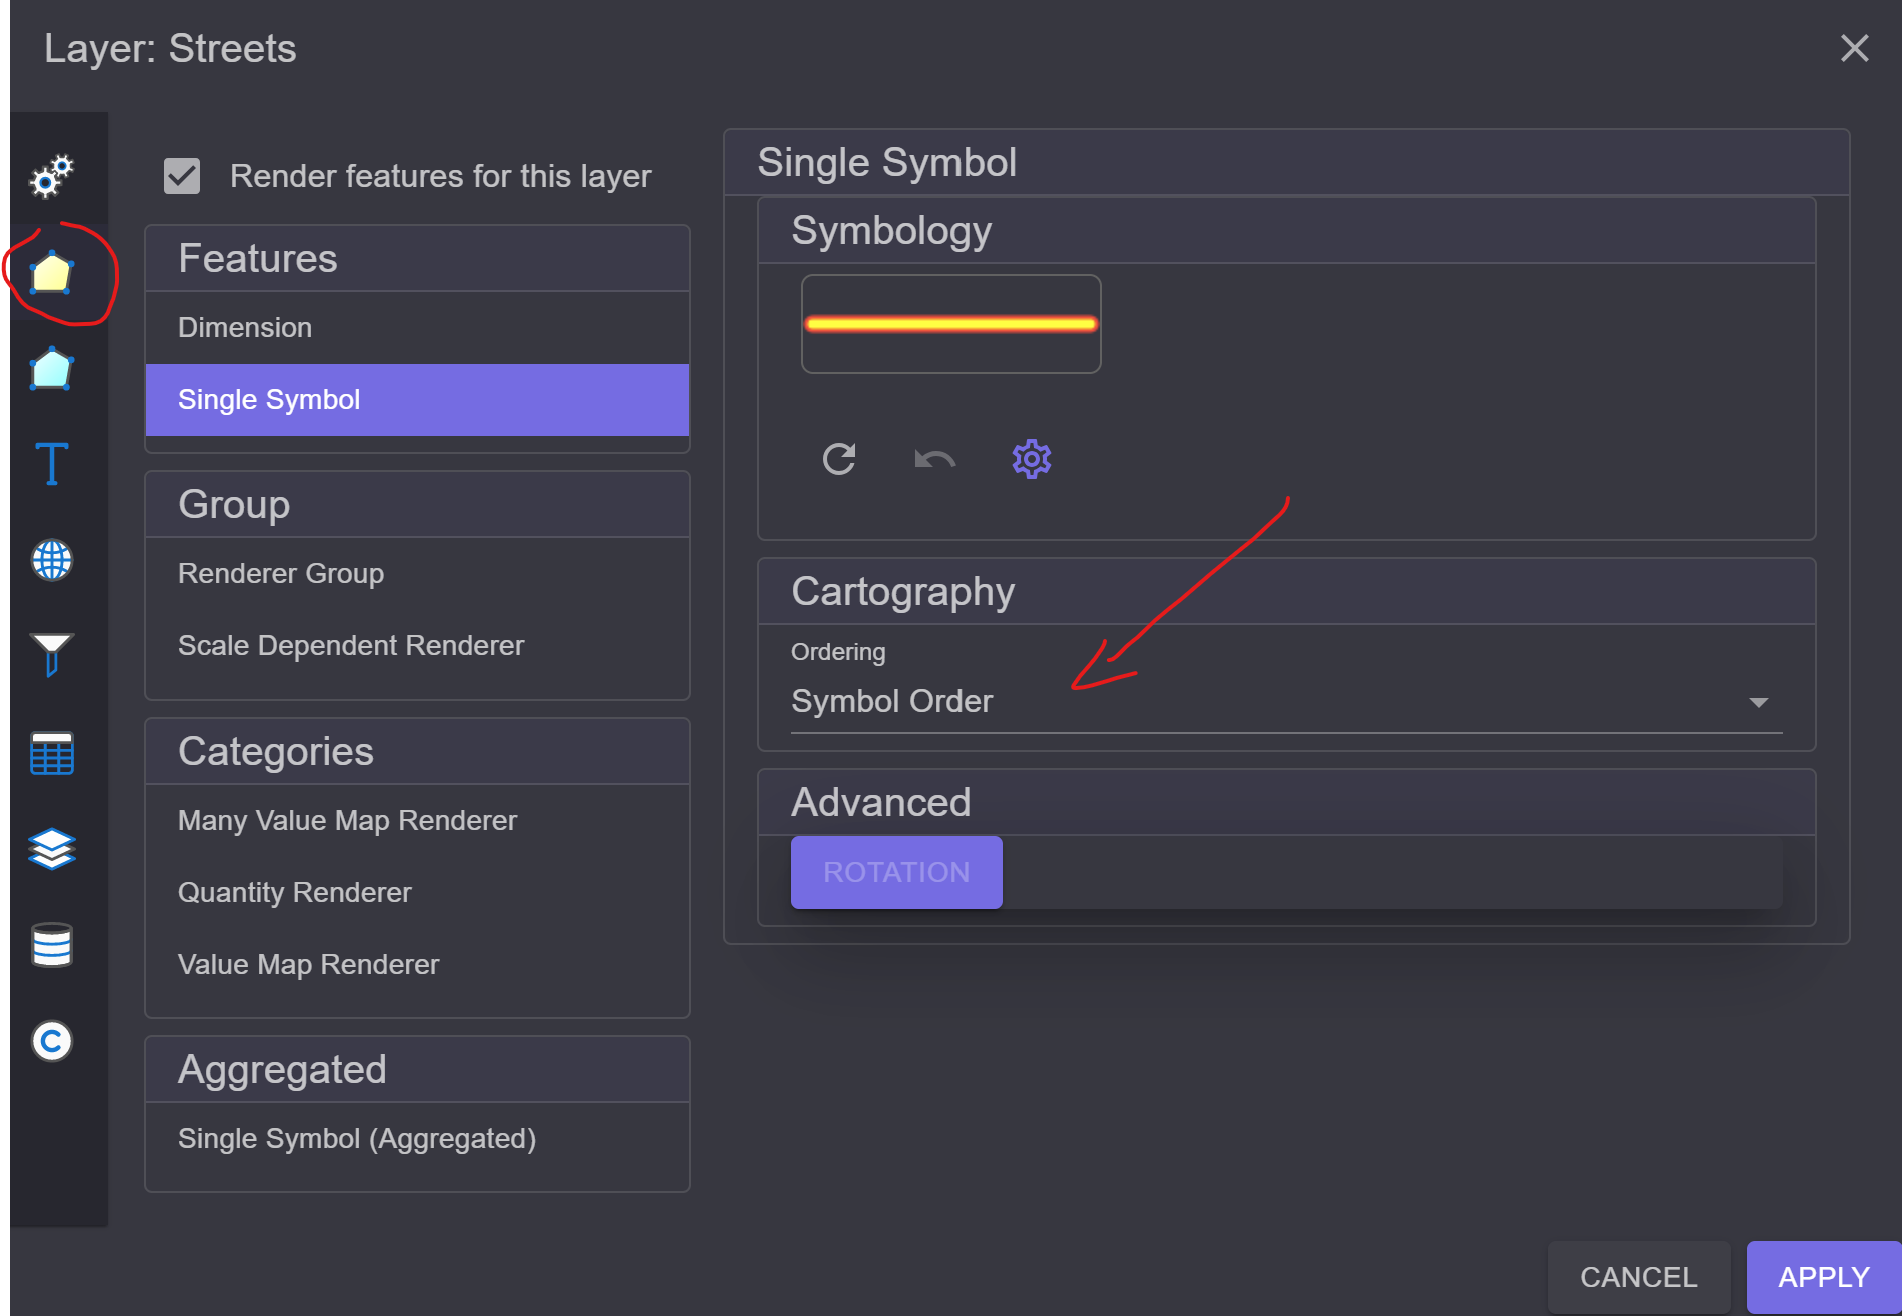 Layer: Streets
Render features for this layer
Features
Dimension
Single Symbol
Group
Renderer Group
Scale Dependent Renderer
Categories
Many Value Map Renderer
Quantity Renderer
Value Map Renderer
Aggregated
Single Symbol (Aggregated)
Single Symbol
Symbology
Cartography
Ordering
Symbol Order
Advanced
ROTATION
CANCEL
APPLY